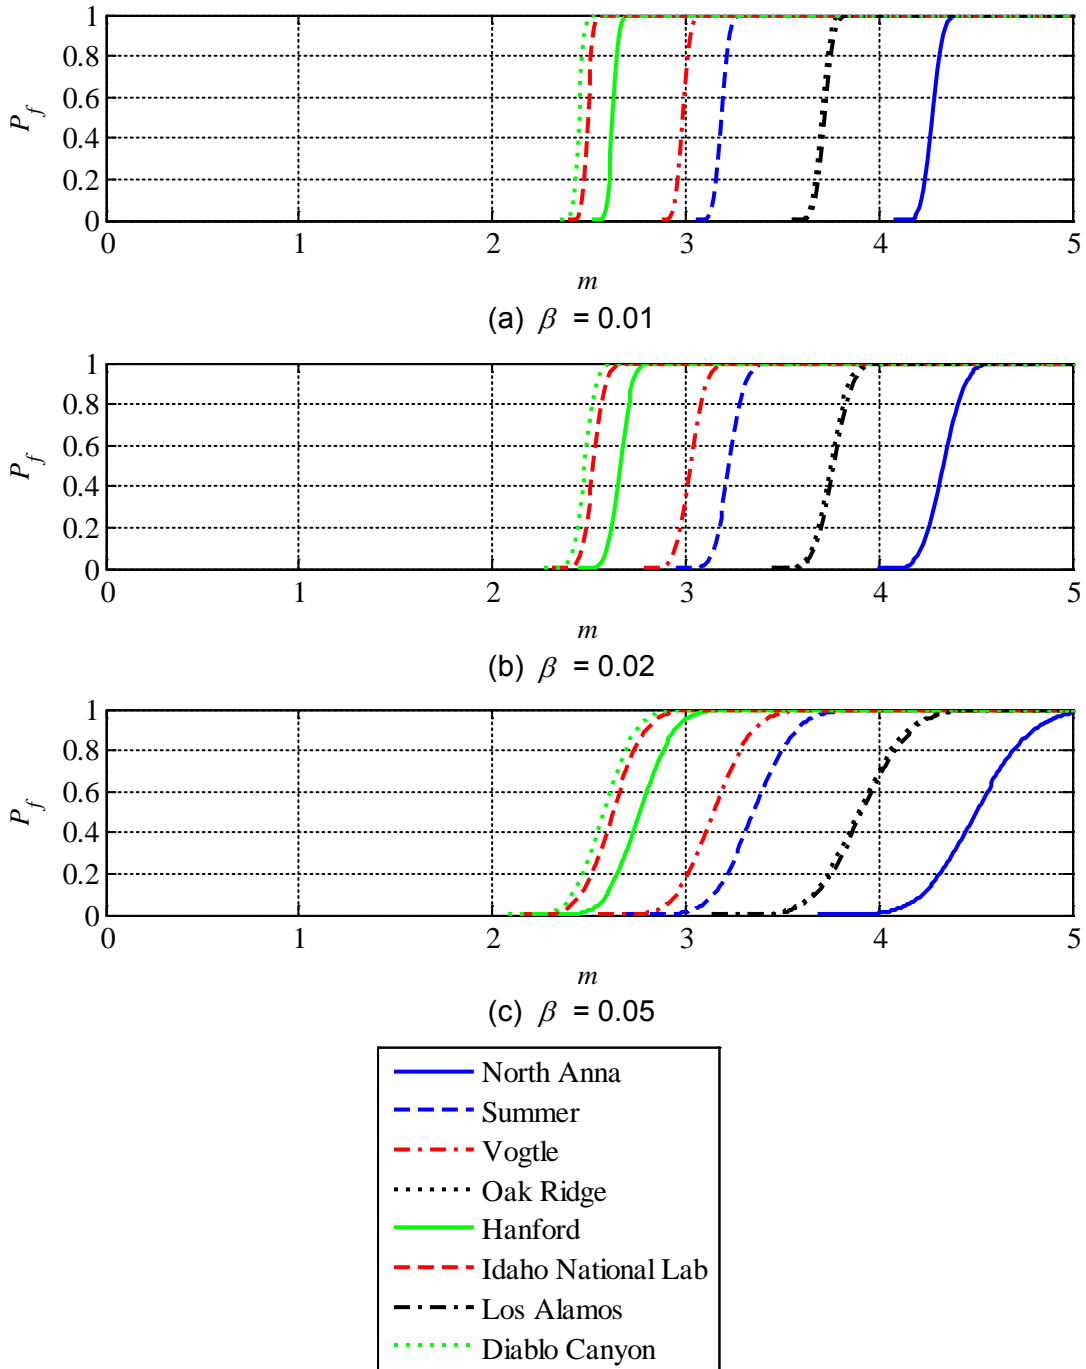 1
0.8
0.6
0.4
0.2
0
P_f
0 1 2 3 4 5
m
(a) β = 0.01
1
0.8
0.6
0.4
0.2
0
P_f
0 1 2 3 4 5
m
(b) β = 0.02
1
0.8
0.6
0.4
0.2
0
P_f
0 1 2 3 4 5
m
(c) β = 0.05
North Anna
Summer
Vogtle
Oak Ridge
Hanford
Idaho National Lab
Los Alamos
Diablo Canyon